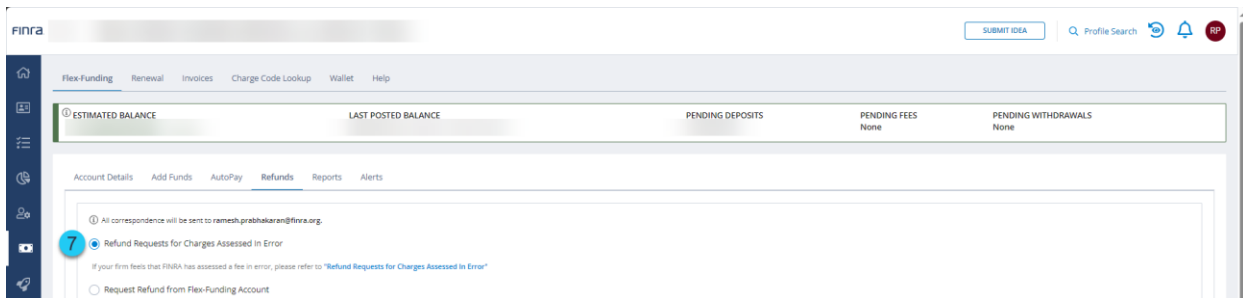 FINRA SUBMIT IDEA Profile Search RP
Flex-Funding Renewal Invoices Charge Code Lookup Wallet Help
ESTIMATED BALANCE LAST POSTED BALANCE PENDING DEPOSITS PENDING FEES PENDING WITHDRAWALS
None None
Account Details Add Funds AutoPay Refunds Reports Alerts
All correspondence will be sent to ramesh.prabhakaran@finra.org.
7 Refund Requests for Charges Assessed In Error
If your firm feels that FINRA has assessed a fee in error, please refer to "Refund Requests for Charges Assessed In Error"
Request Refund from Flex-Funding Account